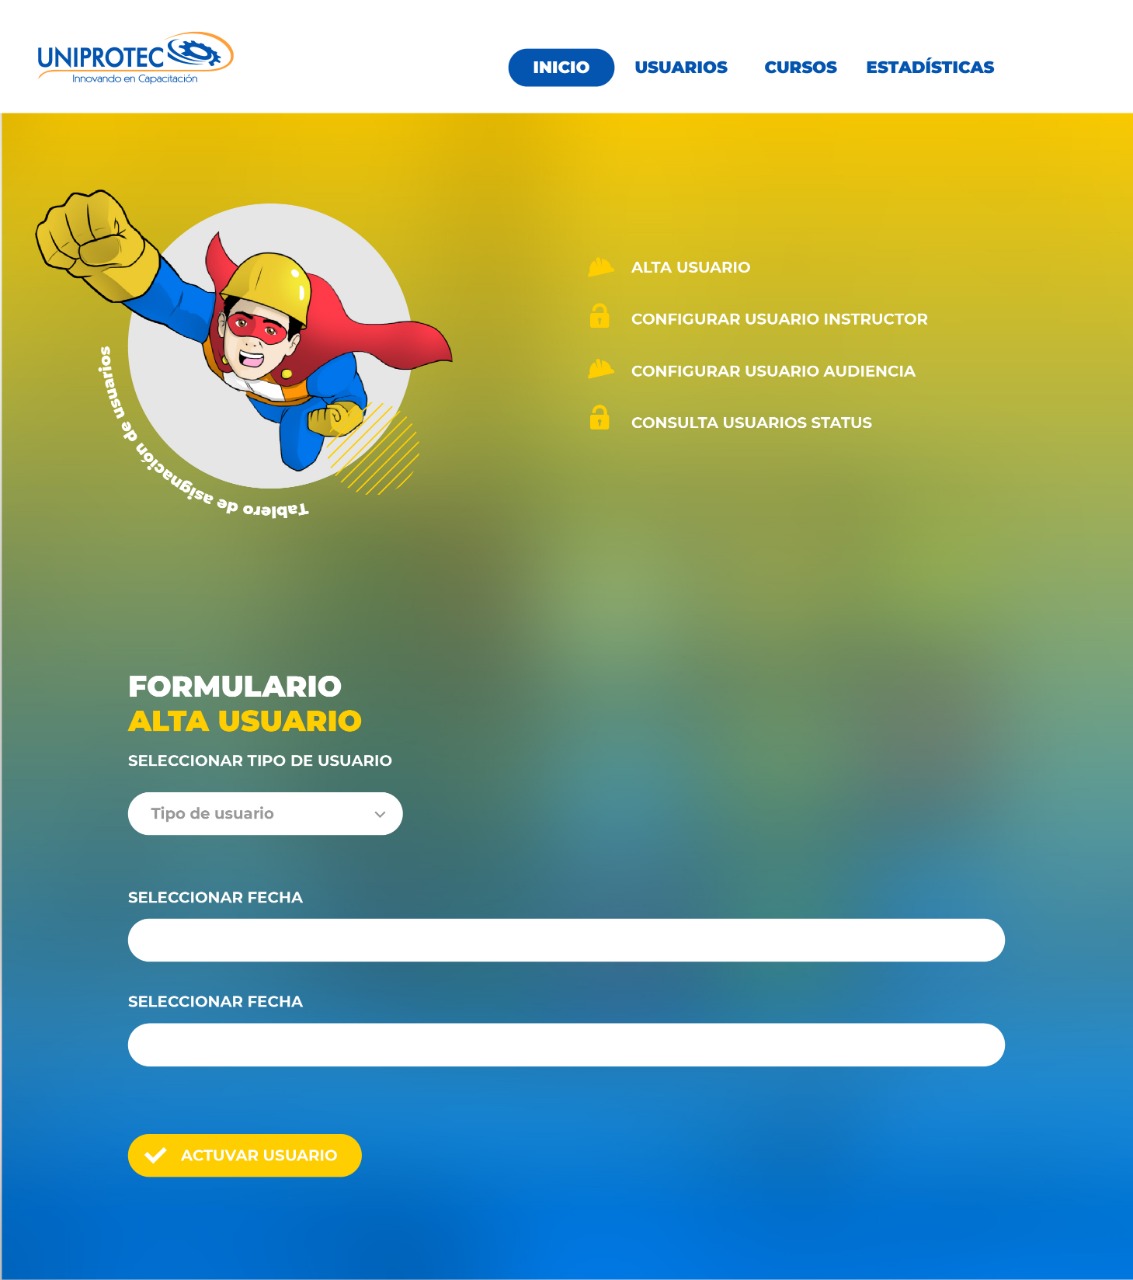 UNIPROTEC
Innovando en Capacitación
INICIO
USUARIOS
CURSOS
ESTADÍSTICAS
Tablero de asignación de usuarios
ALTA USUARIO
CONFIGURAR USUARIO INSTRUCTOR
CONFIGURAR USUARIO AUDIENCIA
CONSULTA USUARIOS STATUS
FORMULARIO
ALTA USUARIO
SELECCIONAR TIPO DE USUARIO
Tipo de usuario
SELECCIONAR FECHA
SELECCIONAR FECHA
ACTUVAR USUARIO